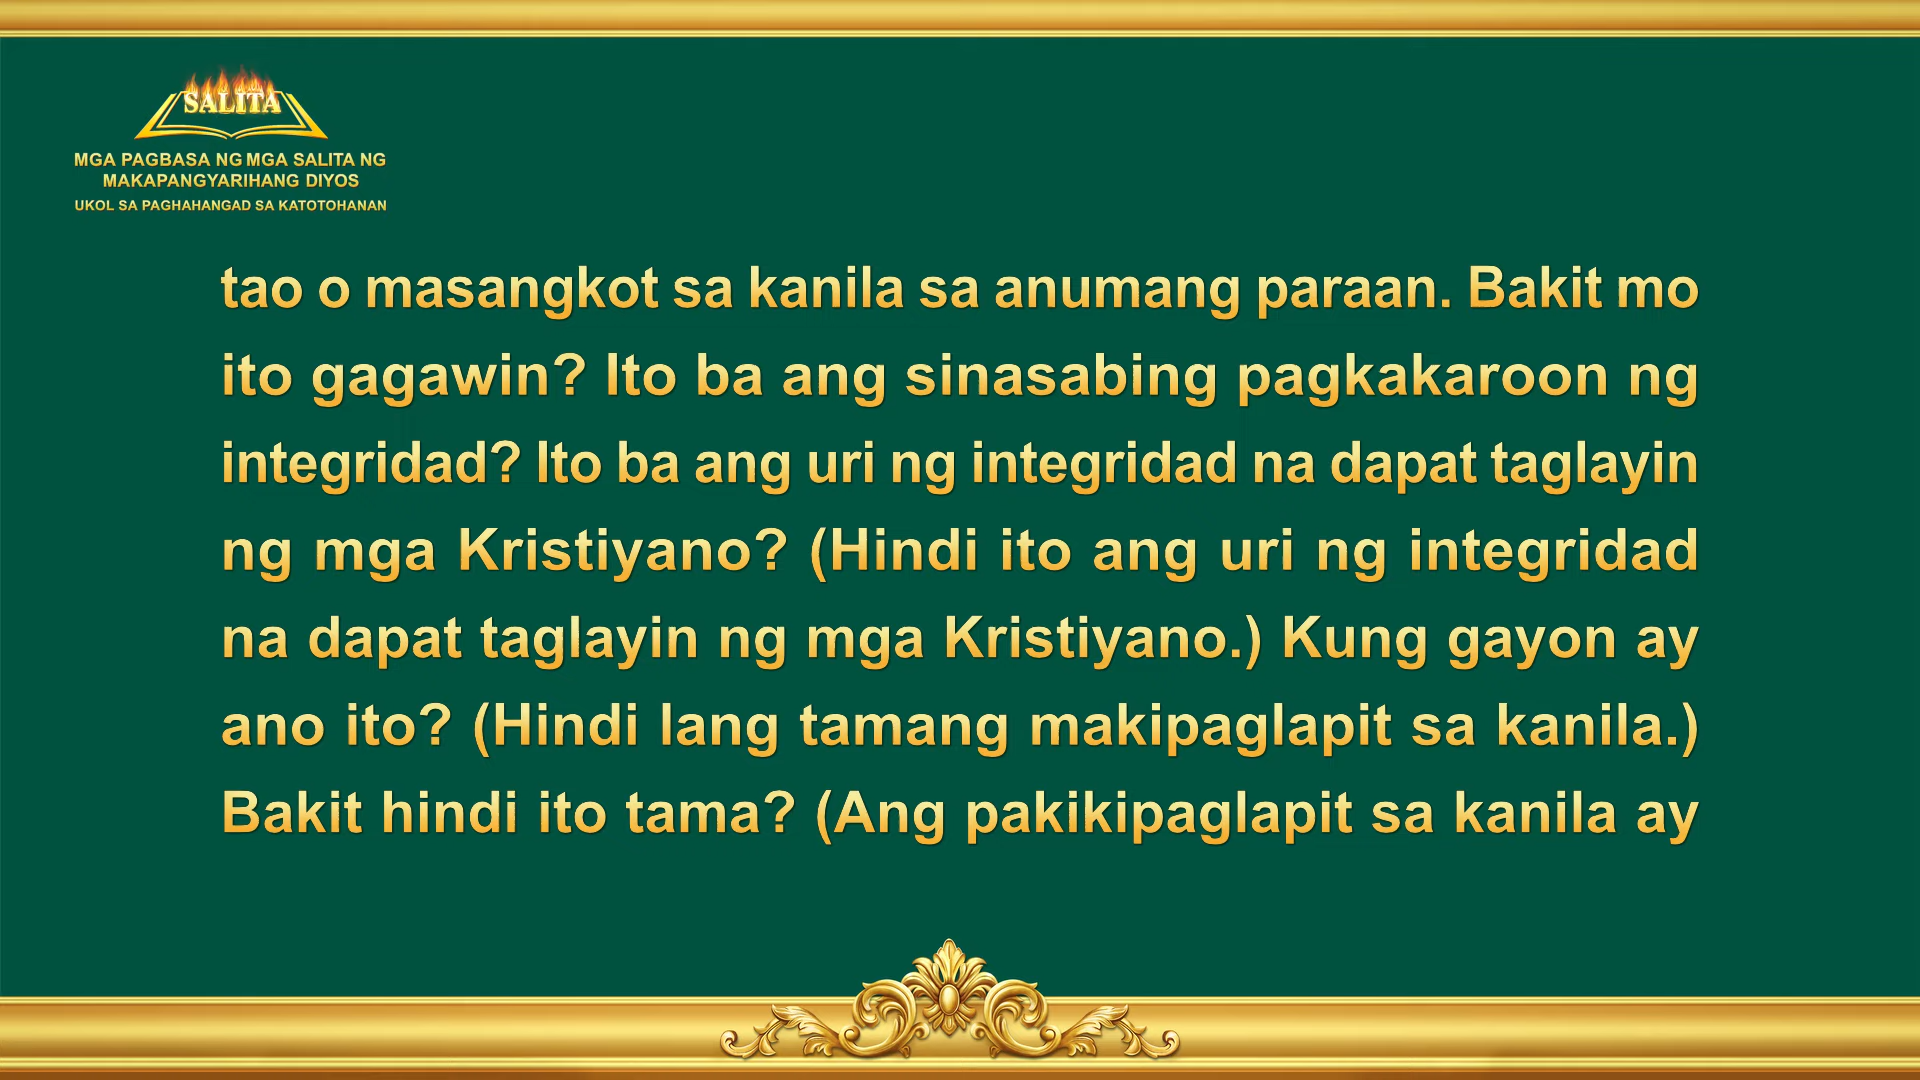 SALITA
MGA PAGBASA NG MGA SALITA NG
MAKAPANGYARIHANG DIYOS
UKOL SA PAGHAHANGAD SA KATOTOHANAN
tao o masangkot sa kanila sa anumang paraan. Bakit mo
ito gagawin? Ito ba ang sinasabing pagkakaroon ng
integridad? Ito ba ang uri ng integridad na dapat taglayin
ng mga Kristiyano? (Hindi ito ang uri ng integridad
na dapat taglayin ng mga Kristiyano.) Kung gayon ay
ano ito? (Hindi lang tamang makipaglapit sa kanila.)
Bakit hindi ito tama? (Ang pakikipaglapit sa kanila ay